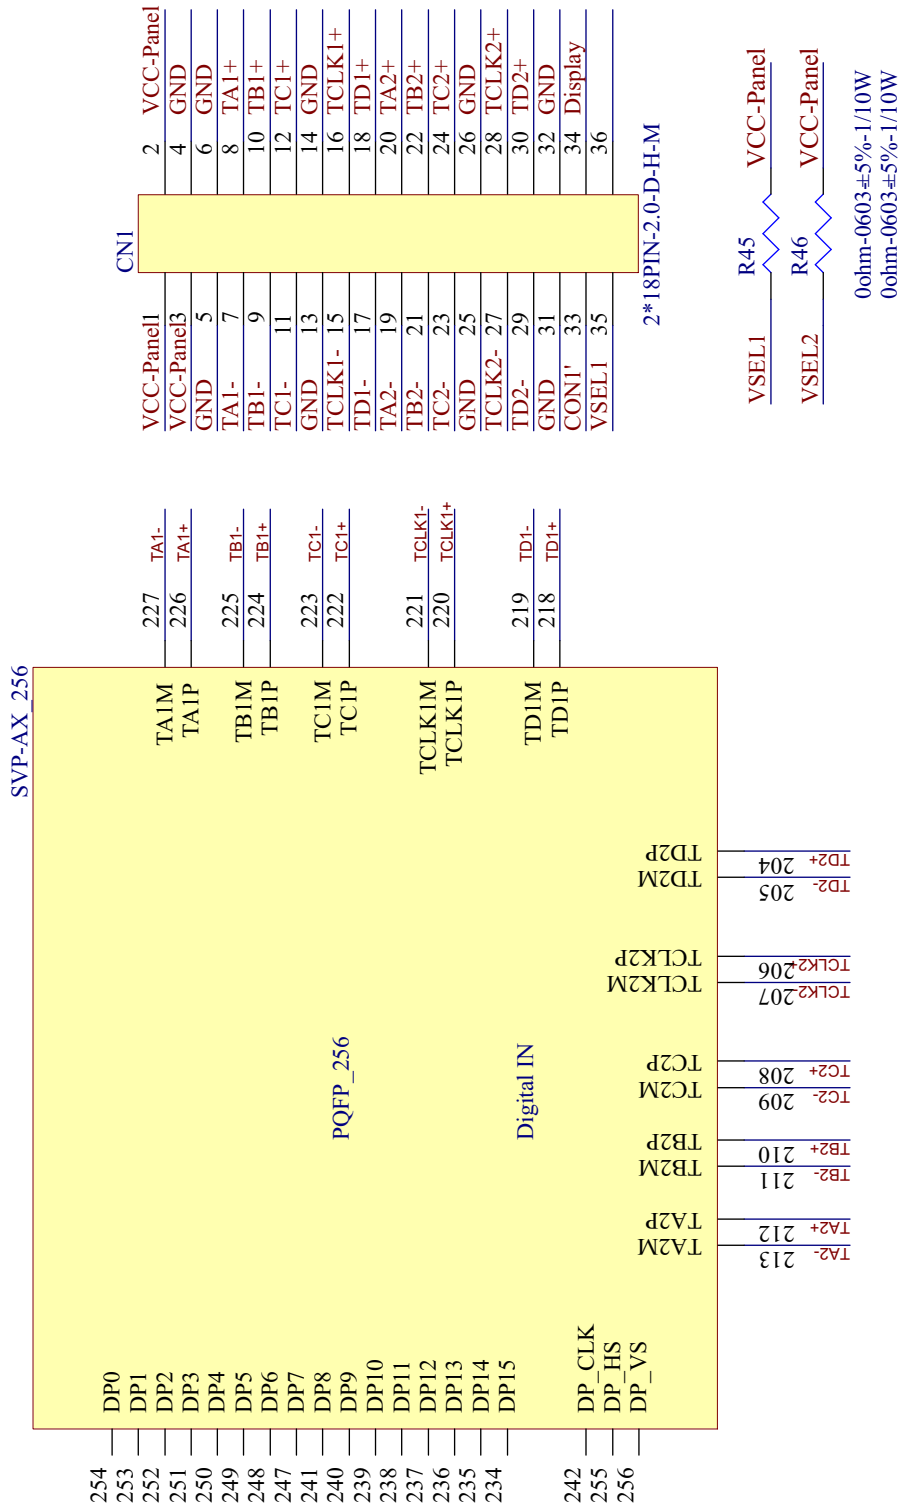 CN1
VCC-Panel 1
2 VCC-Panel
VCC-Panel 3
4 GND
GND 5
6 GND
TA1- 7
8 TA1+
TB1- 9
10 TB1+
TC1- 11
12 TC1+
GND 13
14 GND
TCLK1- 15
16 TCLK1+
TD1- 17
18 TD1+
TA2- 19
20 TA2+
TB2- 21
22 TB2+
TC2- 23
24 TC2+
GND 25
26 GND
TCLK2- 27
28 TCLK2+
TD2- 29
30 TD2+
GND 31
32 GND
CON1' 33
34 Display
VSEL1 35
36
2*18PIN-2.0-D-H-M
VSEL1 R45 VCC-Panel
VSEL2 R46 VCC-Panel
0ohm-0603±5%-1/10W
0ohm-0603±5%-1/10W
SVP-AX_256
TA1M 227 TA1-
TA1P 226 TA1+
TB1M 225 TB1-
TB1P 224 TB1+
TC1M 223 TC1-
TC1P 222 TC1+
TCLK1M 221 TCLK1-
TCLK1P 220 TCLK1+
TD1M 219 TD1-
TD1P 218 TD1+
TD2P 204 TD2+
TD2M 205 TD2-
TCLK2P 206 TCLK2+
TCLK2M 207 TCLK2-
TC2P 208 TC2+
TC2M 209 TC2-
TB2P 210 TB2+
TB2M 211 TB2-
TA2P 212 TA2+
TA2M 213 TA2-
PQFP_256
Digital IN
254 DP0
253 DP1
252 DP2
251 DP3
250 DP4
249 DP5
248 DP6
247 DP7
241 DP8
240 DP9
239 DP10
238 DP11
237 DP12
236 DP13
235 DP14
234 DP15
242 DP_CLK
255 DP_HS
256 DP_VS